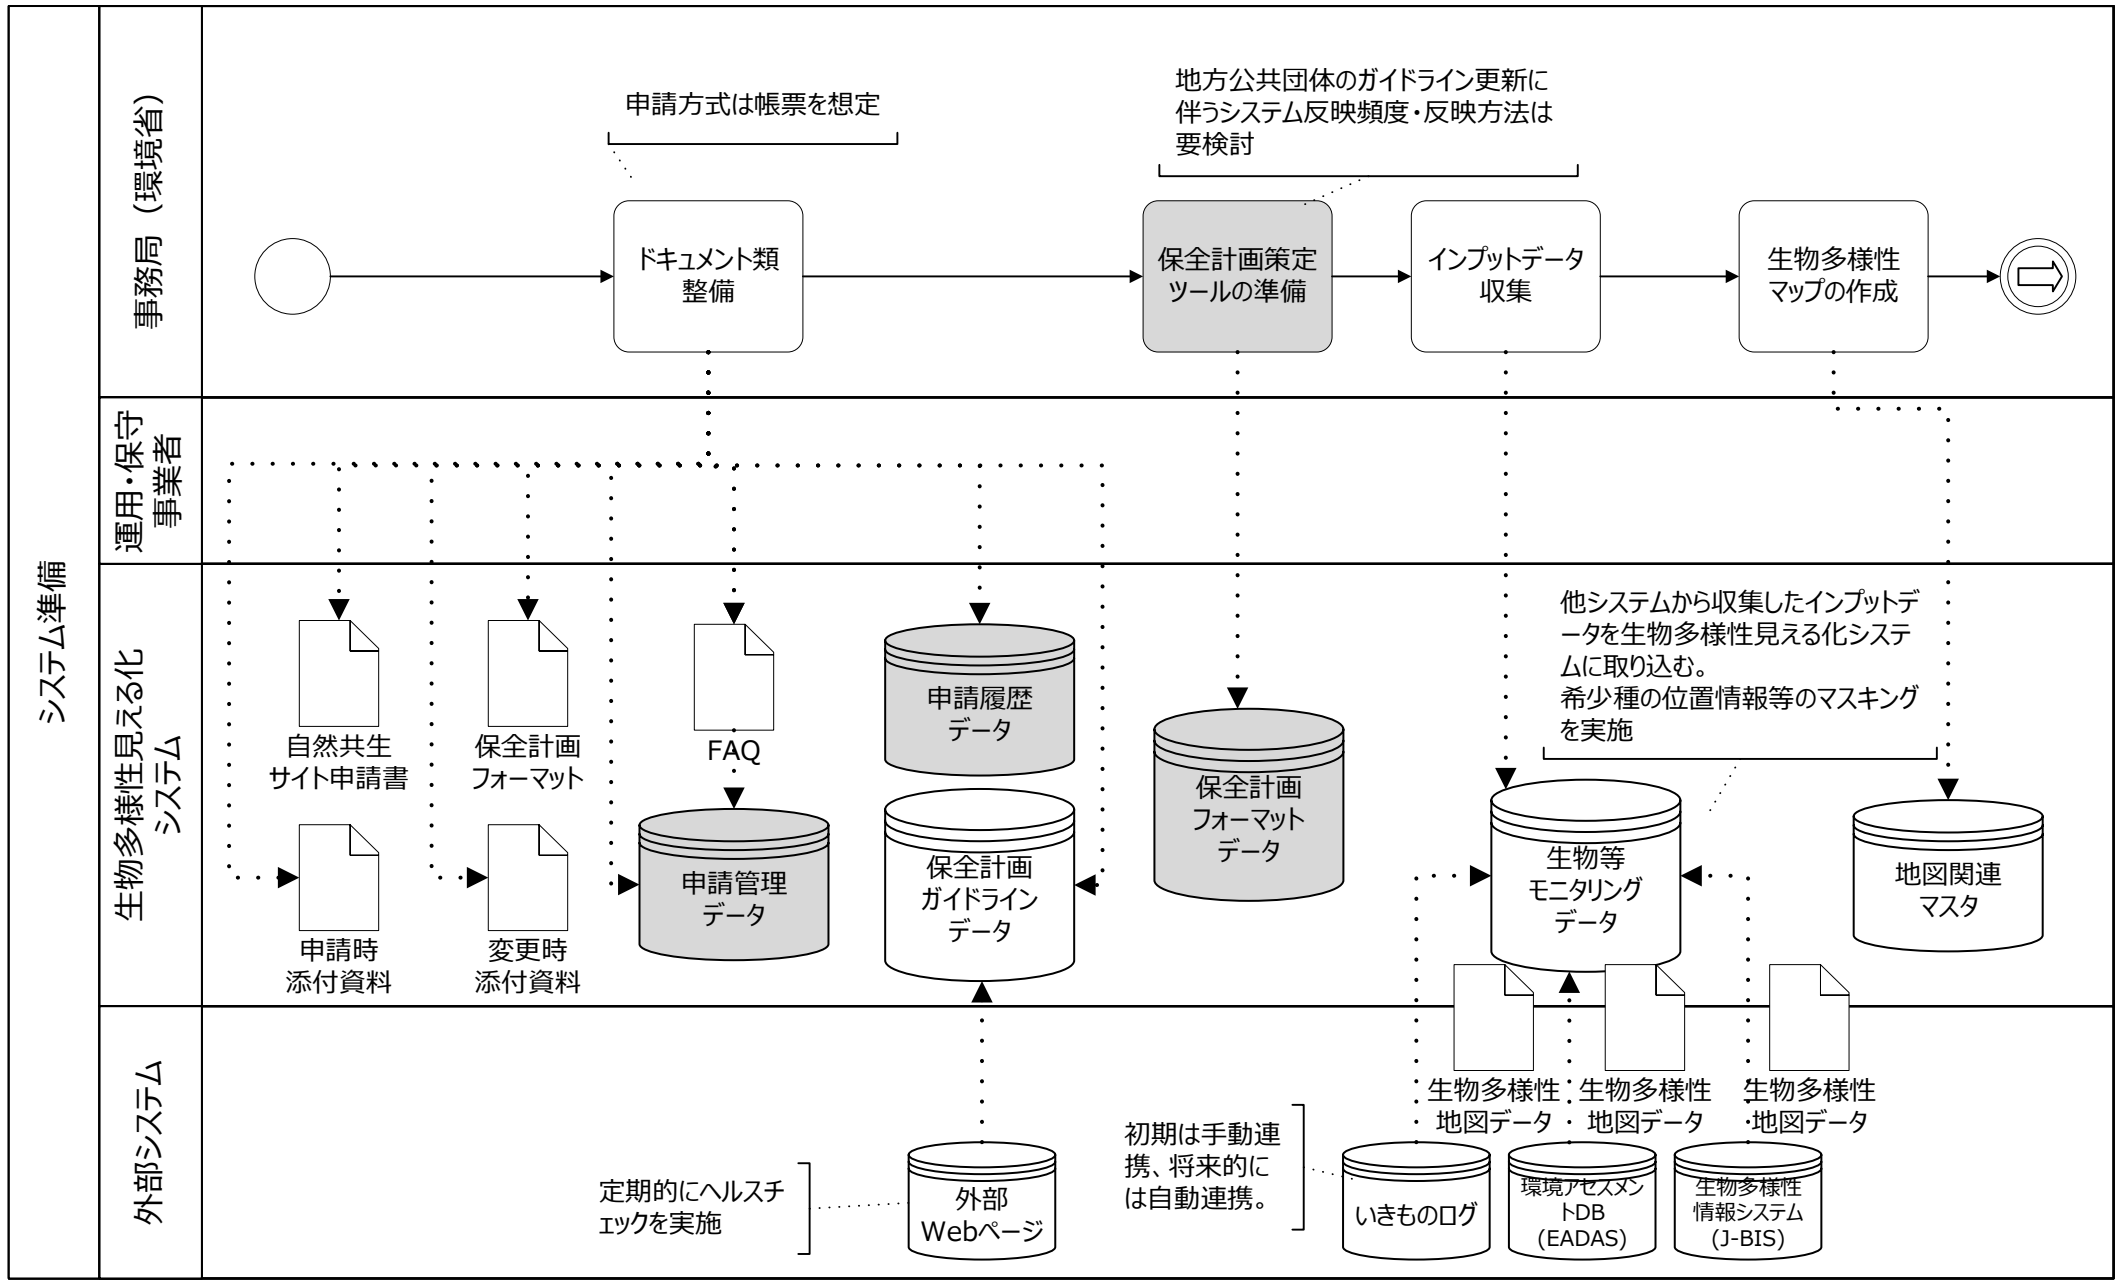 システム準備
事務局（環境省）
申請方式は帳票を想定
地方公共団体のガイドライン更新に
伴うシステム反映頻度・反映方法は
要検討
ドキュメント類
整備
保全計画策定
ツールの準備
インプットデータ
収集
生物多様性
マップの作成
運用・保守
事業者
生物多様性見える化
システム
自然共生
サイト申請書
保全計画
フォーマット
FAQ
申請履歴
データ
保全計画
フォーマット
データ
他システムから収集したインプットデ
ータを生物多様性見える化システ
ムに取り込む。
希少種の位置情報等のマスキング
を実施
申請時
添付資料
変更時
添付資料
申請管理
データ
保全計画
ガイドライン
データ
生物等
モニタリング
データ
地図関連
マスタ
外部システム
生物多様性
地図データ
生物多様性
地図データ
生物多様性
地図データ
定期的にヘルスチ
ェックを実施
外部
Webページ
初期は手動連
携、将来的に
は自動連携。
いきものログ
環境アセスメン
トDB
(EADAS)
生物多様性
情報システム
(J-BIS)